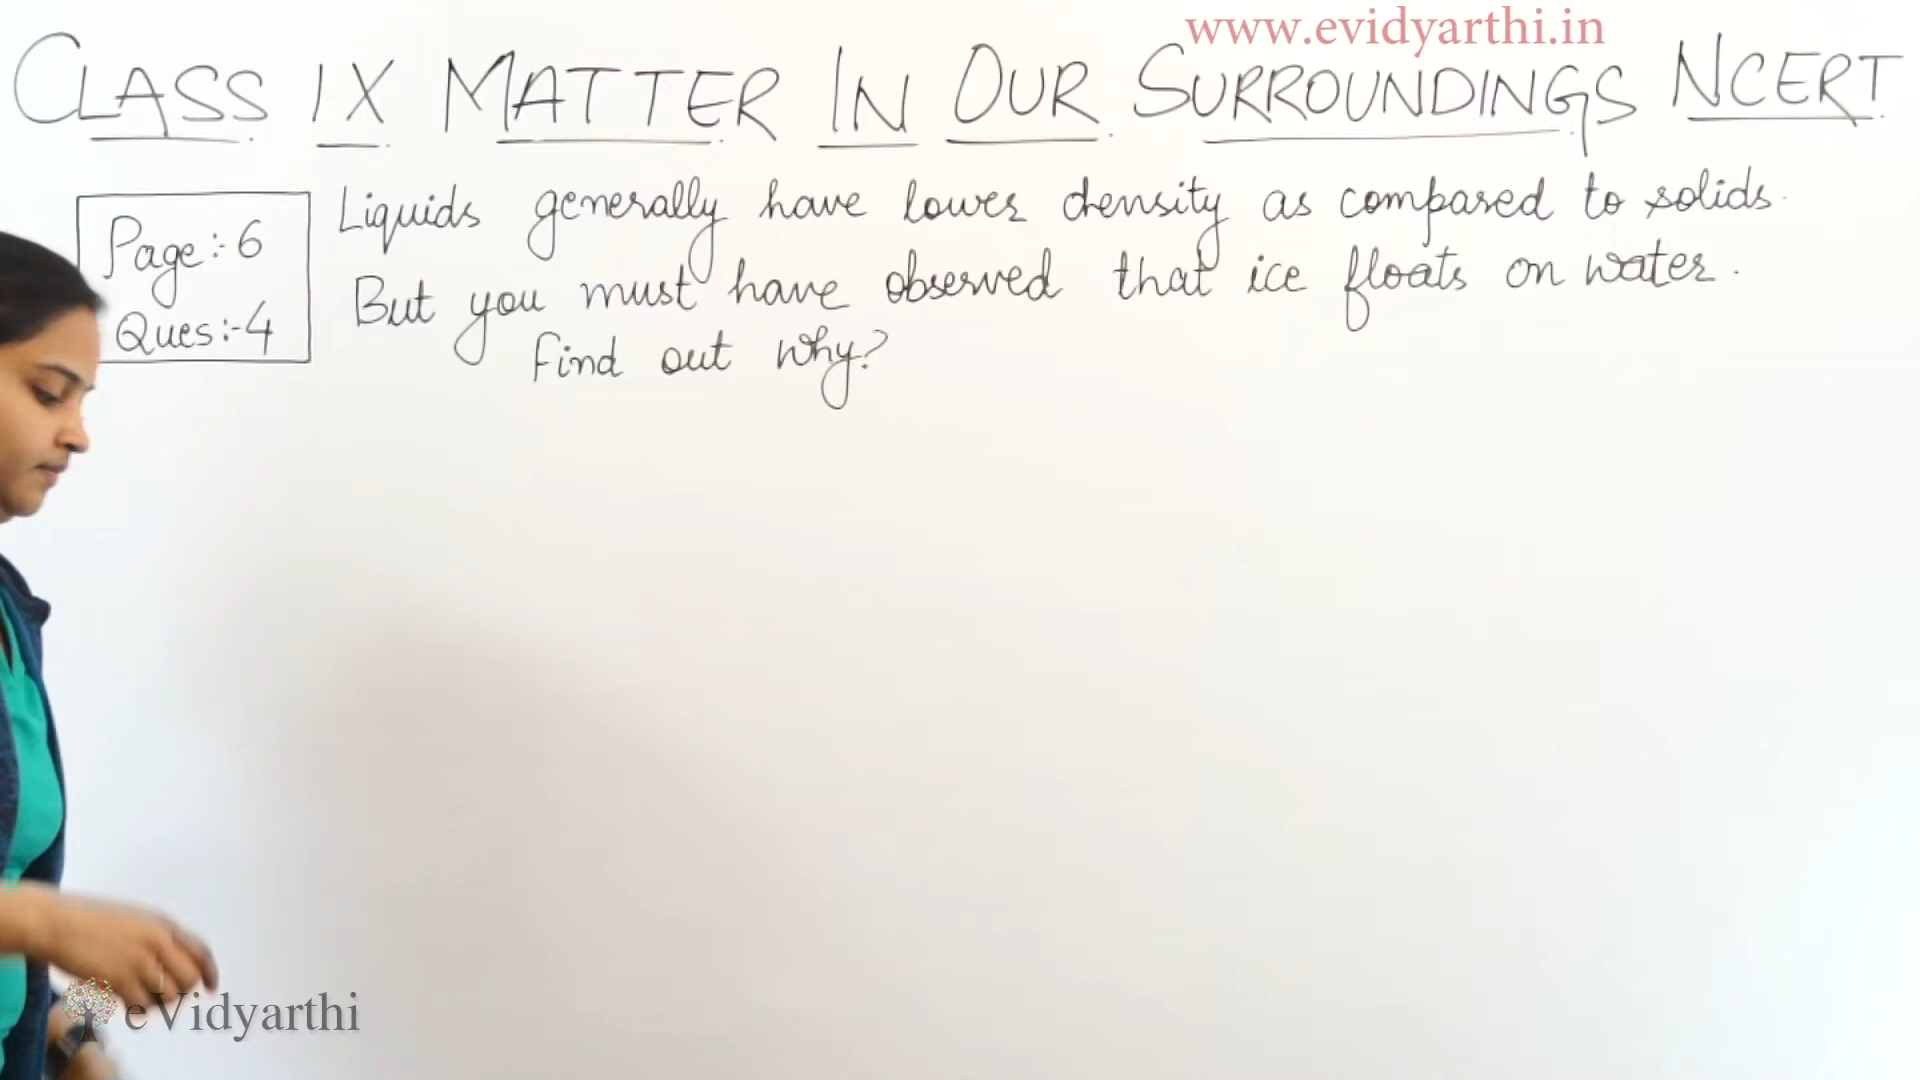 www.evidyarthi.in
CLASS IX MATTER IN OUR SURROUNDINGS NCERT
Page:-6
Ques:-4
Liquids generally have lower density as compared to solids.
But you must have observed that ice floats on water.
Find out why?
eVidyarthi